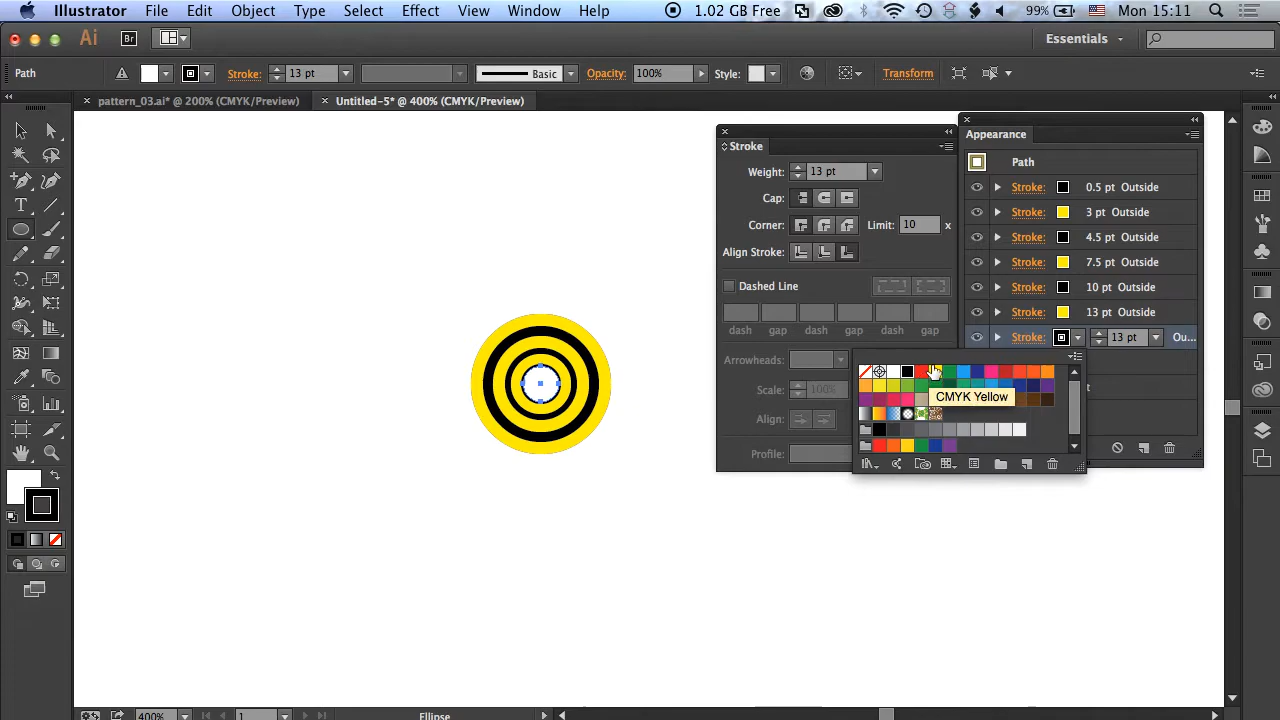 Illustrator File Edit Object Type Select Effect View Window Help 1.02 GB Free 99% Mon 15:11
Ai Br Essentials
Path Stroke: 13 pt Basic Opacity: 100% Style: Transform
pattern_03.ai* @ 200% (CMYK/Preview)
Untitled-5* @ 400% (CMYK/Preview)
Stroke
Weight: 13 pt
Cap:
Corner: Limit: 10 x
Align Stroke:
Dashed Line
dash gap dash gap dash gap
Arrowheads:
Scale: 100%
Align:
Profile:
Appearance
Path
Stroke: 0.5 pt Outside
Stroke: 3 pt Outside
Stroke: 4.5 pt Outside
Stroke: 7.5 pt Outside
Stroke: 10 pt Outside
Stroke: 13 pt Outside
Stroke: 13 pt Ou...
CMYK Yellow
400% 1 Ellipse